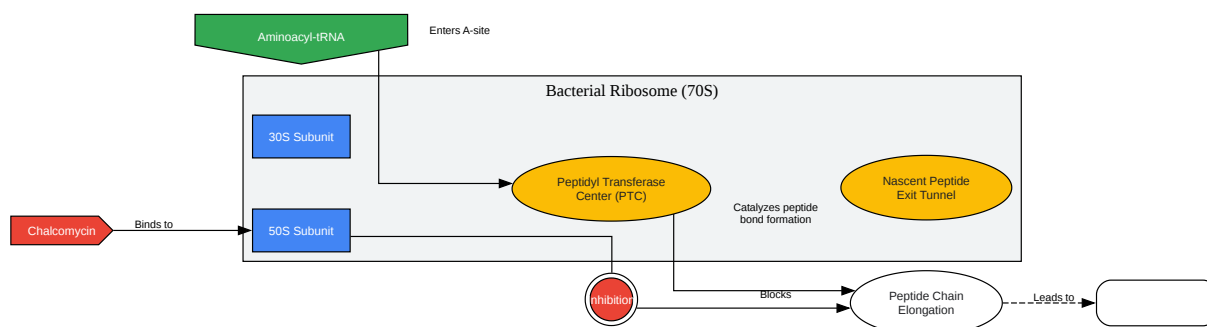 Aminoacyl-tRNA
Enters A-site
Bacterial Ribosome (70S)
30S Subunit
Peptidyl Transferase
Center (PTC)
Nascent Peptide
Exit Tunnel
Catalyzes peptide
bond formation
Chalcomycin
Binds to
50S Subunit
Inhibition
Blocks
Peptide Chain
Elongation
Leads to